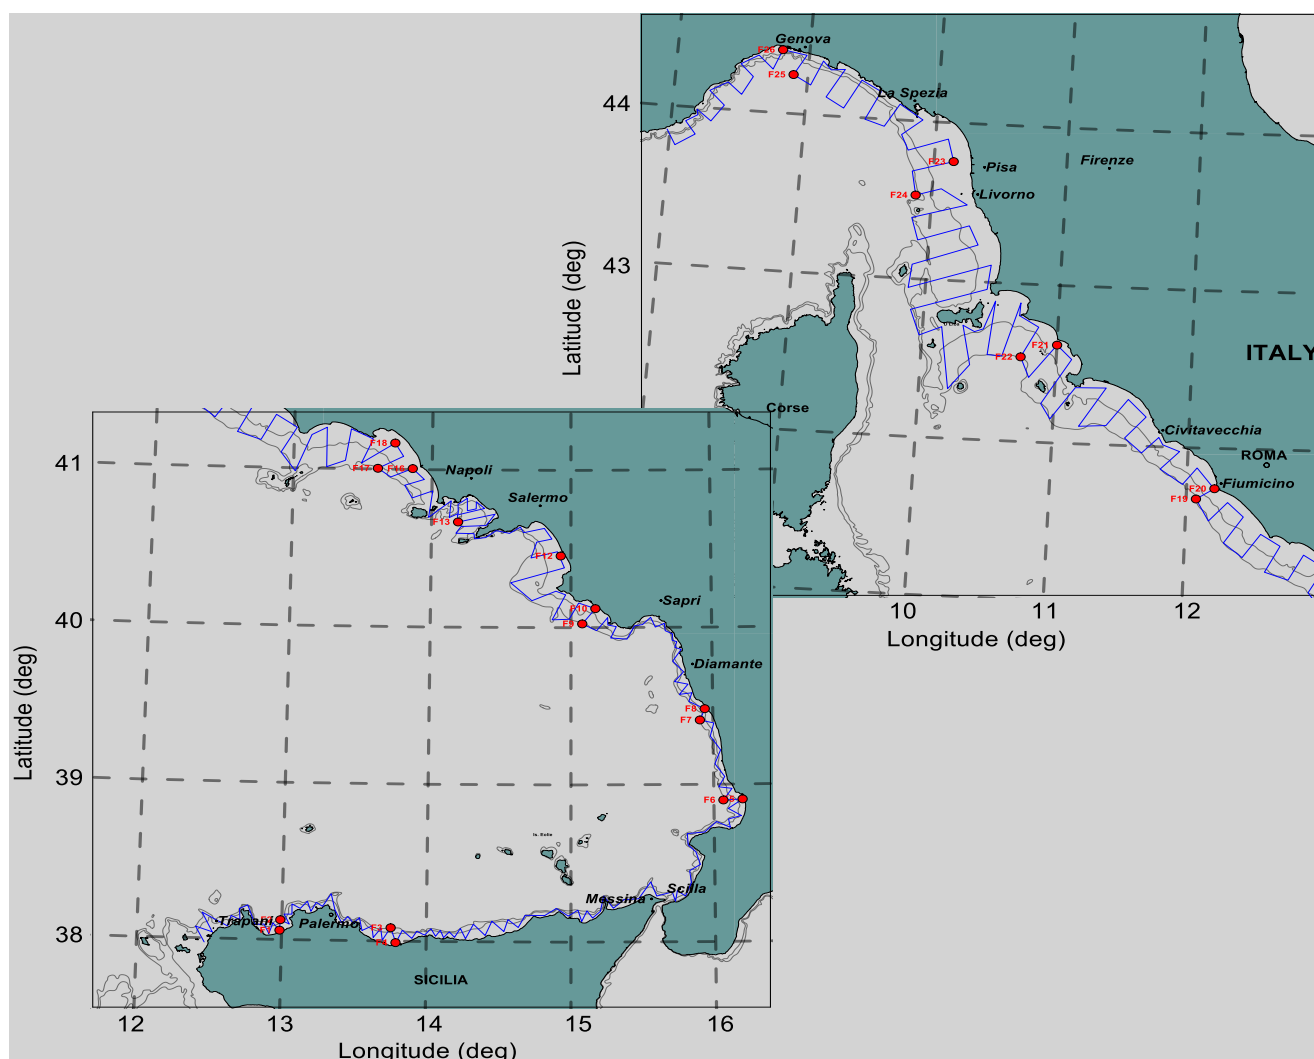 Genova
F26
F25
La Spezia
44
F23
Pisa
Firenze
F24
Livorno
Latitude (deg)
43
F21
F22
ITALY
Corse
Civitavecchia
ROMA
F20
Fiumicino
F19
10
11
12
Longitude (deg)
F18
41
F17
F16
Napoli
Salermo
F13
F12
F10
Sapri
40
F9
Latitude (deg)
Diamante
F8
F7
39
F6
Is. Eolie
Messina
Scilla
Trapani
Palermo
38
SICILIA
12
13
14
15
16
Longitude (deg)